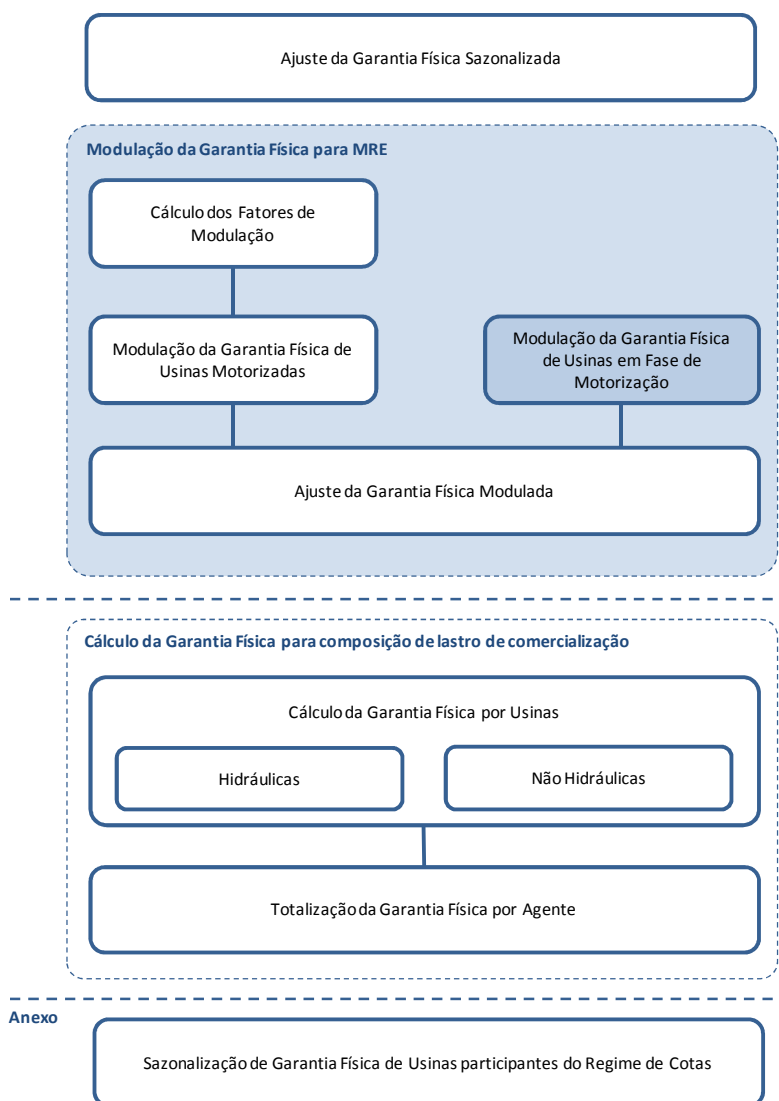 Ajuste da Garantia Física Sazonalizada
Modulação da Garantia Física para MRE
Cálculo dos Fatores de
Modulação
Modulação da Garantia Física de
Usinas Motorizadas
Modulação da Garantia Física
de Usinas em Fase de
Motorização
Ajuste da Garantia Física Modulada
Cálculo da Garantia Física para composição de lastro de comercialização
Cálculo da Garantia Física por Usinas
Hidráulicas
Não Hidráulicas
Totalização da Garantia Física por Agente
Anexo
Sazonalização de Garantia Física de Usinas participantes do Regime de Cotas